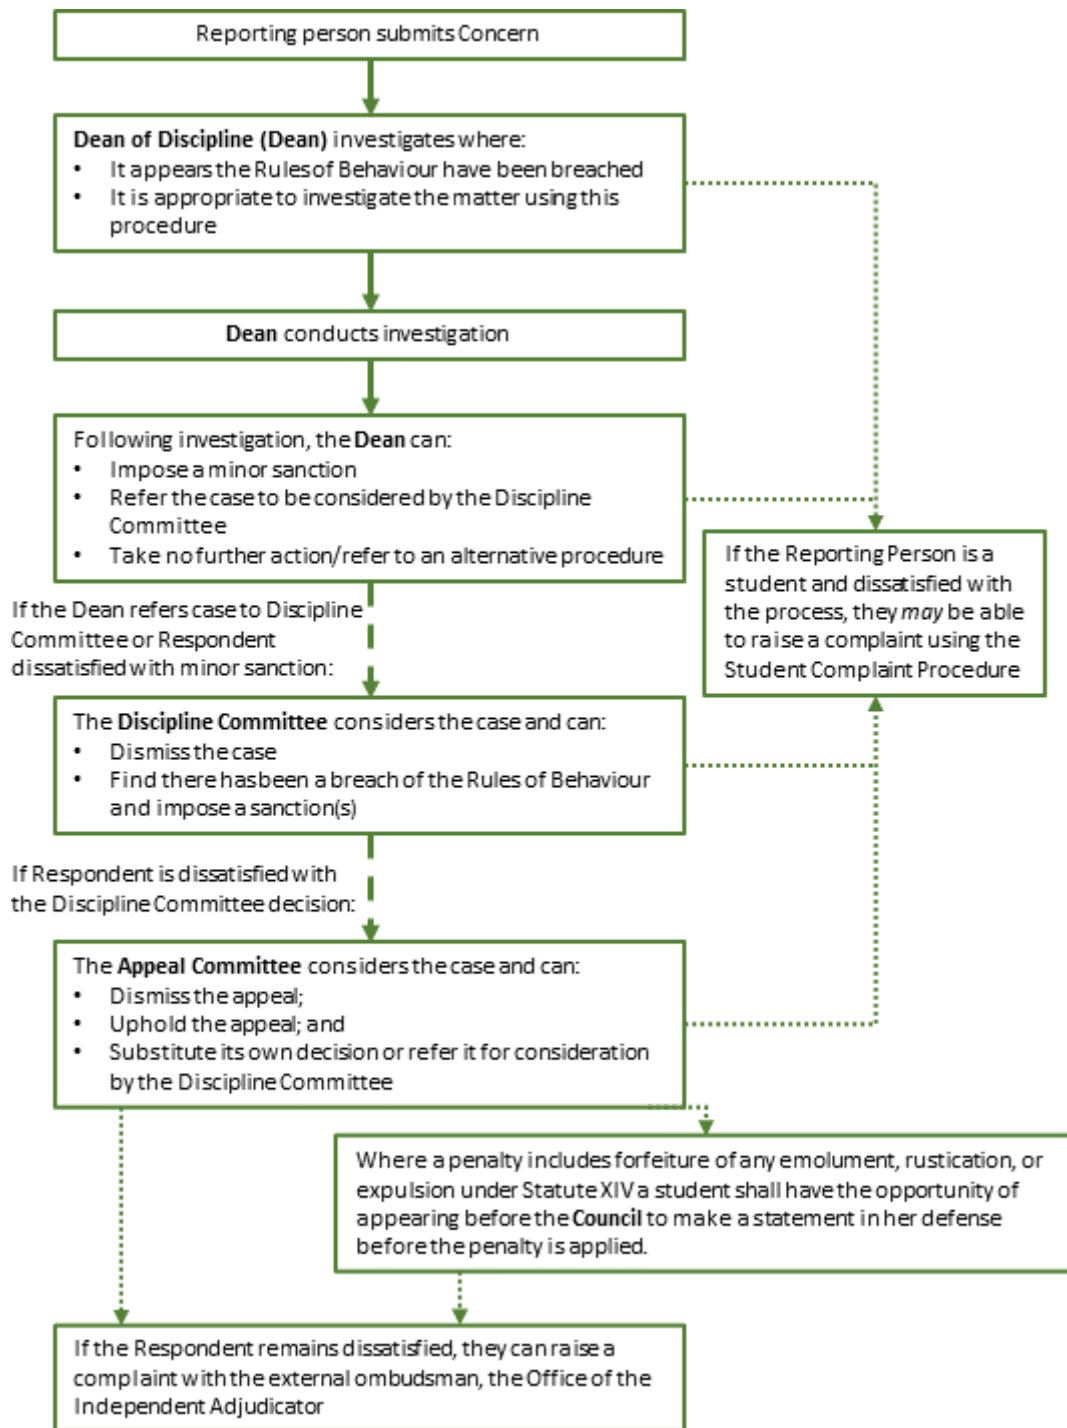 Reporting person submits Concern
Dean of Discipline (Dean) investigates where:
• It appears the Rules of Behaviour have been breached
• It is appropriate to investigate the matter using this
procedure
Dean conducts investigation
Following investigation, the Dean can:
• Impose a minor sanction
• Refer the case to be considered by the Discipline
Committee
• Take no further action/refer to an alternative procedure
If the Reporting Person is a
student and dissatisfied with
the process, they may be able
to raise a complaint using the
Student Complaint Procedure
If the Dean refers case to Discipline
Committee or Respondent
dissatisfied with minor sanction:
The Discipline Committee considers the case and can:
• Dismiss the case
• Find there has been a breach of the Rules of Behaviour
and impose a sanction(s)
If Respondent is dissatisfied with
the Discipline Committee decision:
The Appeal Committee considers the case and can:
• Dismiss the appeal;
• Uphold the appeal; and
• Substitute its own decision or refer it for consideration
by the Discipline Committee
Where a penalty includes forfeiture of any emolument, rustication, or
expulsion under Statute XIV a student shall have the opportunity of
appearing before the Council to make a statement in her defense
before the penalty is applied.
If the Respondent remains dissatisfied, they can raise a
complaint with the external ombudsman, the Office of the
Independent Adjudicator